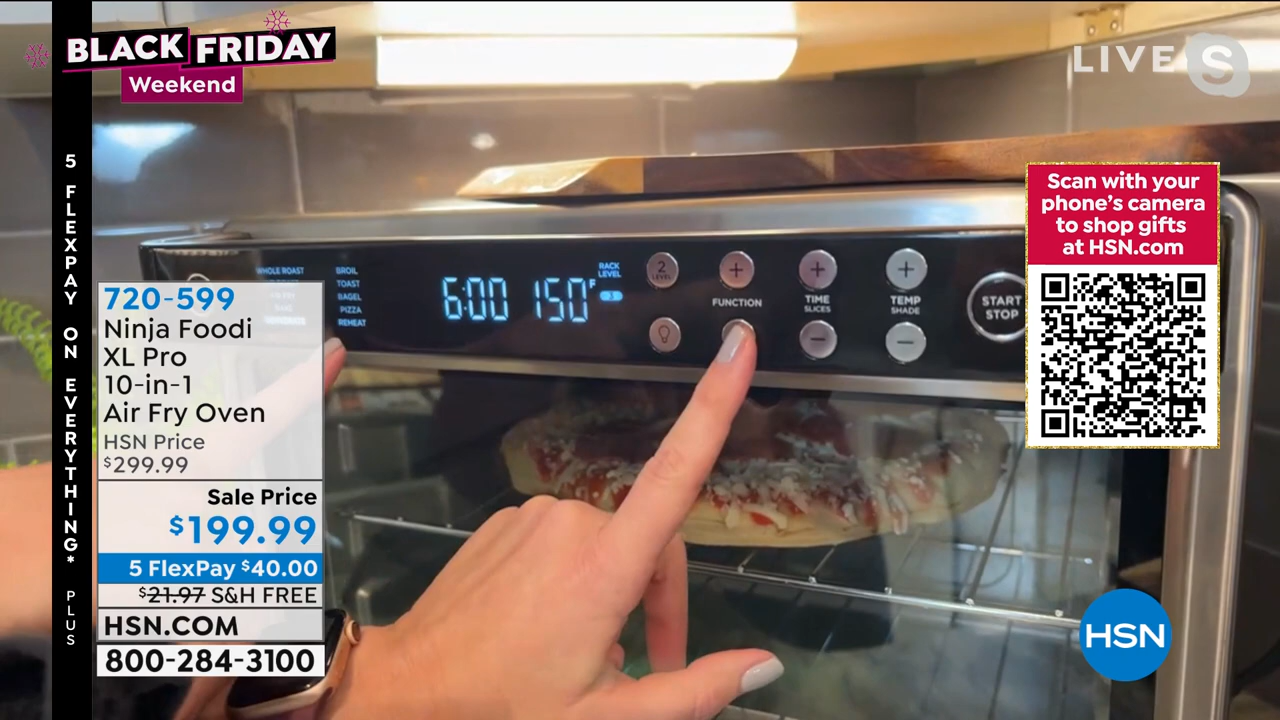 BLACK FRIDAY
Weekend
LIVE S
5 FLEXPAY ON EVERYTHING* PLUS
Scan with your
phone's camera
to shop gifts
at HSN.com
720-599
Ninja Foodi
XL Pro
10-in-1
Air Fry Oven
HSN Price
$299.99
Sale Price
$199.99
5 FlexPay $40.00
$21.97 S&H FREE
HSN.COM
800-284-3100
WHOLE ROAST
BROIL
TOAST
BAGEL
PIZZA
REHEAT
6:00 150F
RACK
LEVEL
3
2
LEVEL
FUNCTION
TIME
SLICES
TEMP
SHADE
START
STOP
HSN